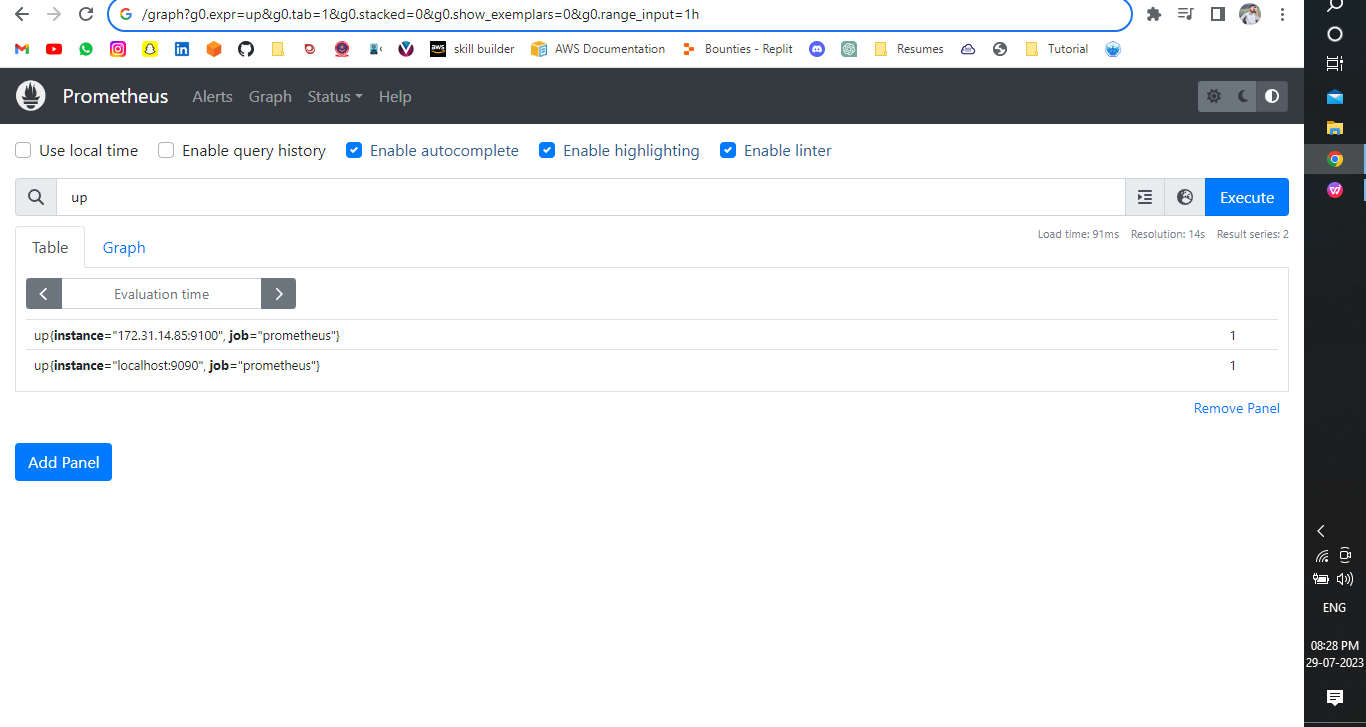 /graph?g0.expr=up&g0.tab=1&g0.stacked=0&g0.show_exemplars=0&g0.range_input=1h
aws skill builder AWS Documentation Bounties - Replit Resumes Tutorial
Prometheus Alerts Graph Status Help
Use local time Enable query history Enable autocomplete Enable highlighting Enable linter
up Execute
Table Graph
Load time: 91ms Resolution: 14s Result series: 2
Evaluation time
up{instance="172.31.14.85:9100", job="prometheus"} 1
up{instance="localhost:9090", job="prometheus"} 1
Remove Panel
Add Panel
ENG
08:28 PM
29-07-2023